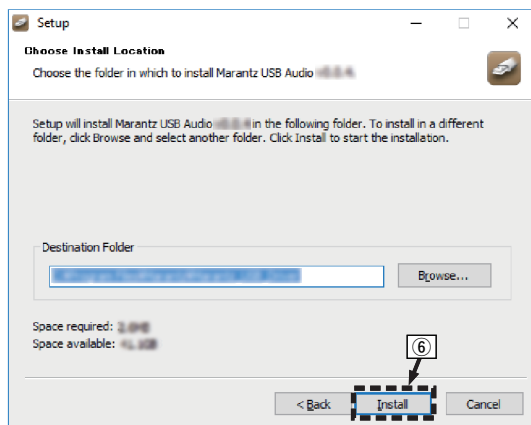 Setup
Choose Install Location
Choose the folder in which to install Marantz USB Audio
Setup will install Marantz USB Audio in the following folder. To install in a different
folder, click Browse and select another folder. Click Install to start the installation.
Destination Folder
Browse...
Space required:
Space available:
⑥
< Back Install Cancel